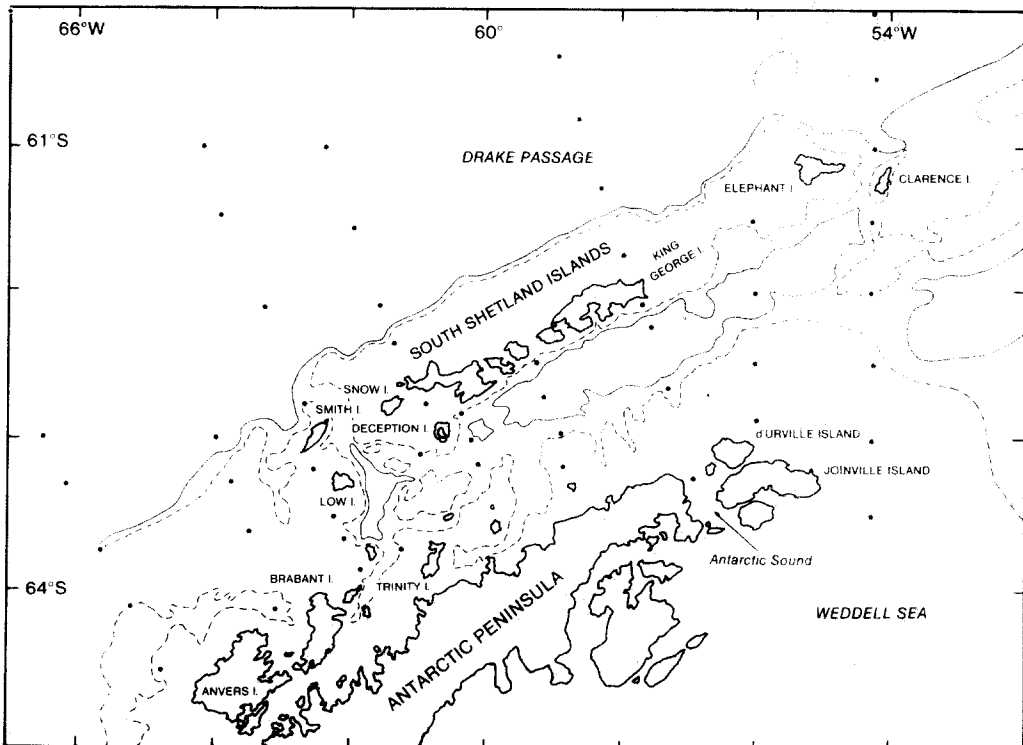 66°W
60°
54°W
61°S
DRAKE PASSAGE
ELEPHANT I.
CLARENCE I.
KING
GEORGE I.
SOUTH SHETLAND ISLANDS
SNOW I.
SMITH I.
DECEPTION I.
d'URVILLE ISLAND
JOINVILLE ISLAND
LOW I.
Antarctic Sound
BRABANT I.
TRINITY I.
64°S
ANTARCTIC PENINSULA
WEDDELL SEA
ANVERS I.